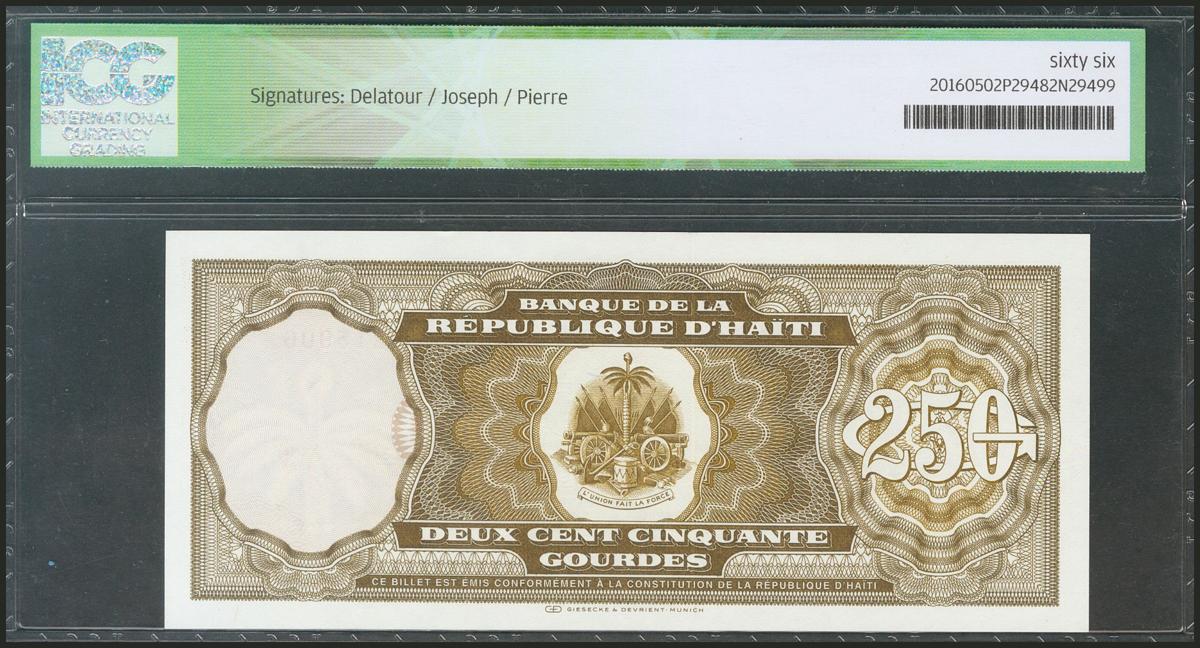 ICG
INTERNATIONAL
CURRENCY
GRADING
Signatures: Delatour / Joseph / Pierre
sixty six
20160502P29482N29499
BANQUE DE LA
RÉPUBLIQUE D'HAÏTI
250
L'UNION FAIT LA FORCE
DEUX CENT CINQUANTE
GOURDES
CE BILLET EST ÉMIS CONFORMÉMENT À LA CONSTITUTION DE LA RÉPUBLIQUE D'HAÏTI
GIESECKE & DEVRIENT · MUNICH